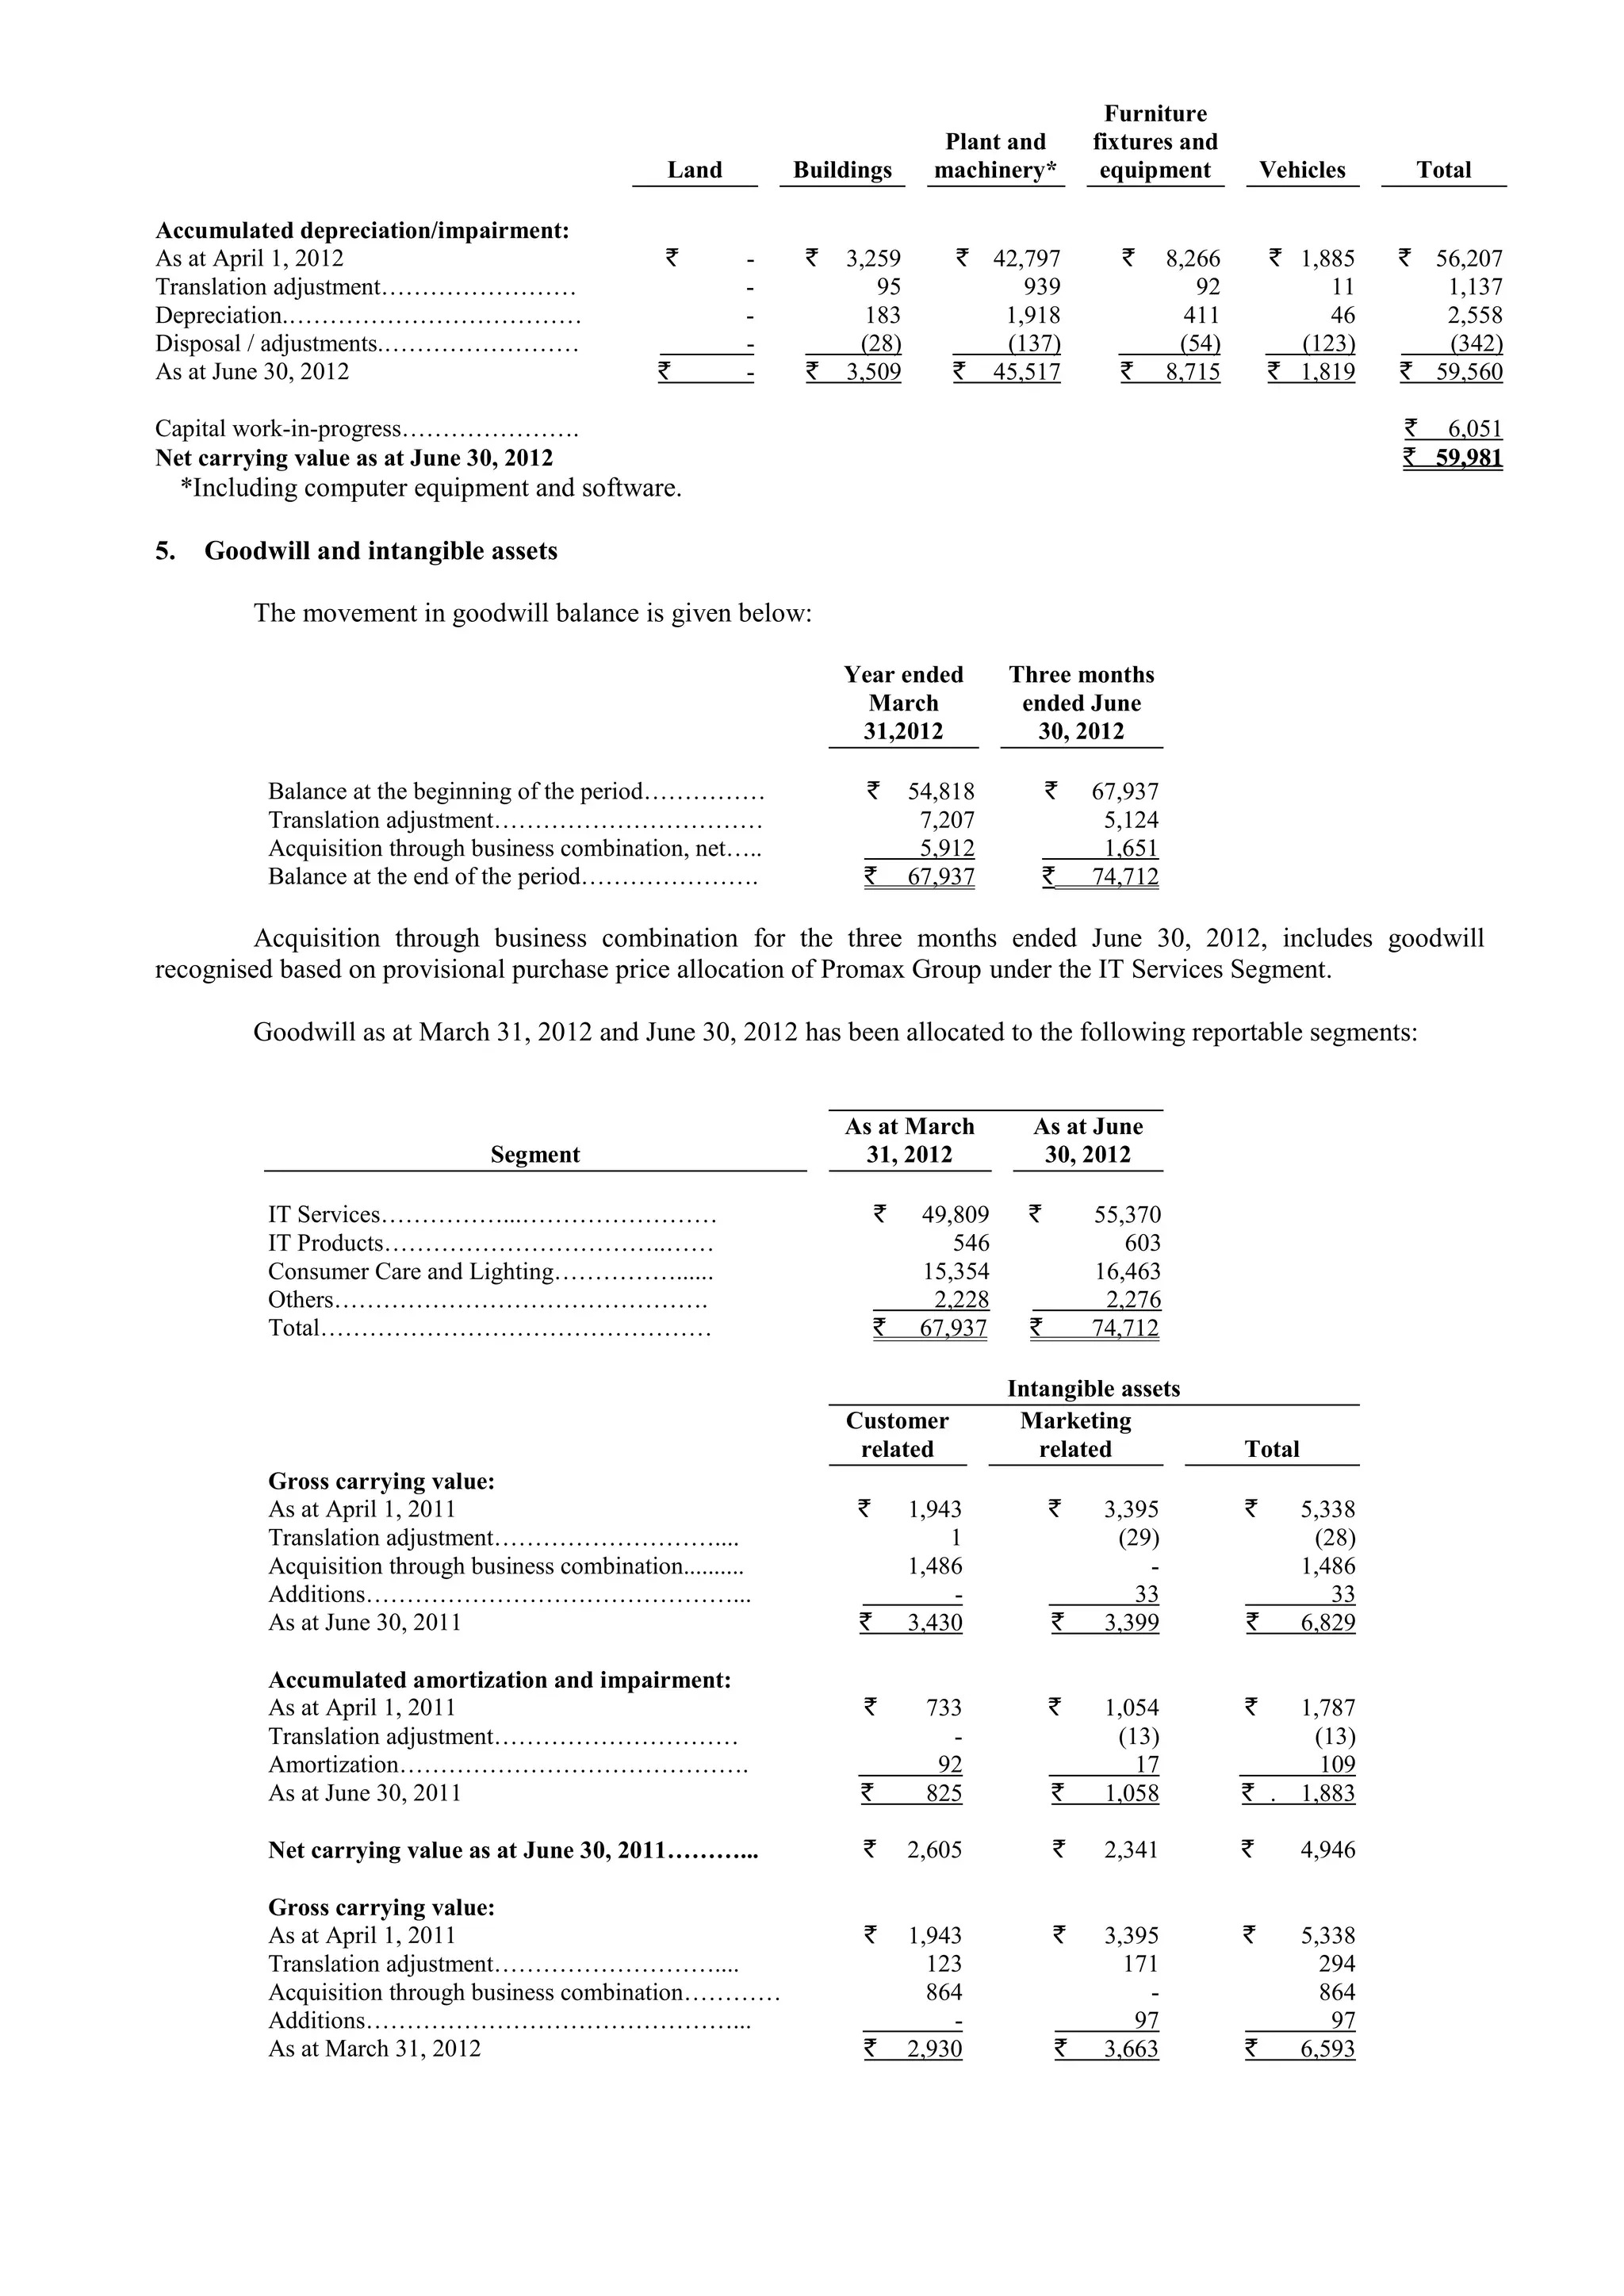 Furniture
Plant and fixtures and
Land Buildings machinery* equipment Vehicles Total
Accumulated depreciation/impairment:
As at April 1, 2012 ₹ - ₹ 3,259 ₹ 42,797 ₹ 8,266 ₹ 1,885 ₹ 56,207
Translation adjustment…………………… - 95 939 92 11 1,137
Depreciation.……………………………… - 183 1,918 411 46 2,558
Disposal / adjustments.…………………… - (28) (137) (54) (123) (342)
As at June 30, 2012 ₹ - ₹ 3,509 ₹ 45,517 ₹ 8,715 ₹ 1,819 ₹ 59,560
Capital work-in-progress…………………. ₹ 6,051
Net carrying value as at June 30, 2012 ₹ 59,981
*Including computer equipment and software.
5. Goodwill and intangible assets
The movement in goodwill balance is given below:
Year ended Three months
March ended June
31,2012 30, 2012
Balance at the beginning of the period…………… ₹ 54,818 ₹ 67,937
Translation adjustment…………………………… 7,207 5,124
Acquisition through business combination, net….. 5,912 1,651
Balance at the end of the period…………………. ₹ 67,937 ₹ 74,712
Acquisition through business combination for the three months ended June 30, 2012, includes goodwill
recognised based on provisional purchase price allocation of Promax Group under the IT Services Segment.
Goodwill as at March 31, 2012 and June 30, 2012 has been allocated to the following reportable segments:
As at March As at June
Segment 31, 2012 30, 2012
IT Services……………...…………………… ₹ 49,809 ₹ 55,370
IT Products……………………………..…… 546 603
Consumer Care and Lighting……………...... 15,354 16,463
Others………………………………………. 2,228 2,276
Total………………………………………… ₹ 67,937 ₹ 74,712
Intangible assets
Customer Marketing
related related Total
Gross carrying value:
As at April 1, 2011 ₹ 1,943 ₹ 3,395 ₹ 5,338
Translation adjustment……………………….... 1 (29) (28)
Acquisition through business combination.......... 1,486 - 1,486
Additions………………………………………... - 33 33
As at June 30, 2011 ₹ 3,430 ₹ 3,399 ₹ 6,829
Accumulated amortization and impairment:
As at April 1, 2011 ₹ 733 ₹ 1,054 ₹ 1,787
Translation adjustment………………………… - (13) (13)
Amortization……………………………………. 92 17 109
As at June 30, 2011 ₹ 825 ₹ 1,058 ₹ . 1,883
Net carrying value as at June 30, 2011………... ₹ 2,605 ₹ 2,341 ₹ 4,946
Gross carrying value:
As at April 1, 2011 ₹ 1,943 ₹ 3,395 ₹ 5,338
Translation adjustment……………………….... 123 171 294
Acquisition through business combination………… 864 - 864
Additions………………………………………... - 97 97
As at March 31, 2012 ₹ 2,930 ₹ 3,663 ₹ 6,593